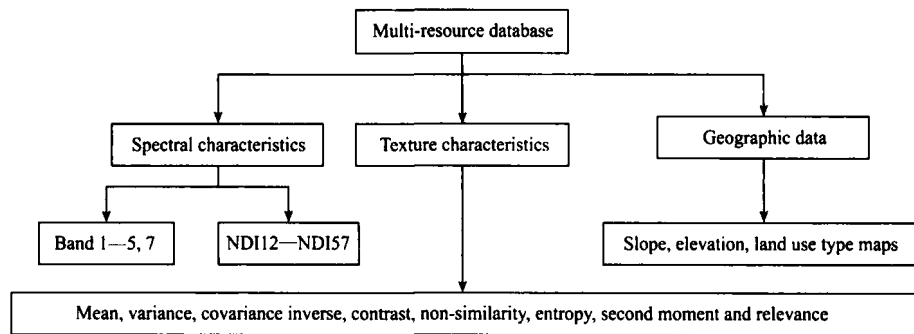 Multi-resource database
Spectral characteristics
Texture characteristics
Geographic data
Band 1—5, 7
NDI12—NDI57
Slope, elevation, land use type maps
Mean, variance, covariance inverse, contrast, non-similarity, entropy, second moment and relevance